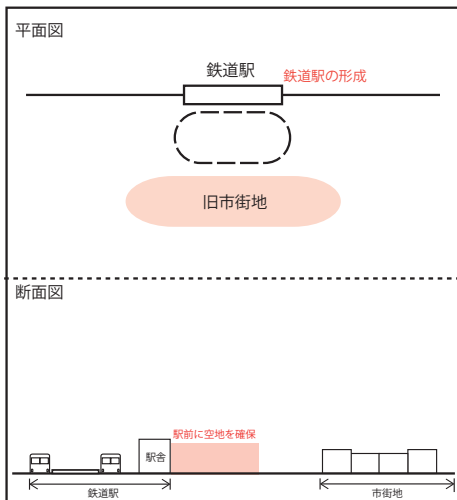 平面図
鉄道駅
鉄道駅の形成
旧市街地
断面図
駅前に空地を確保
駅舎
鉄道駅
市街地